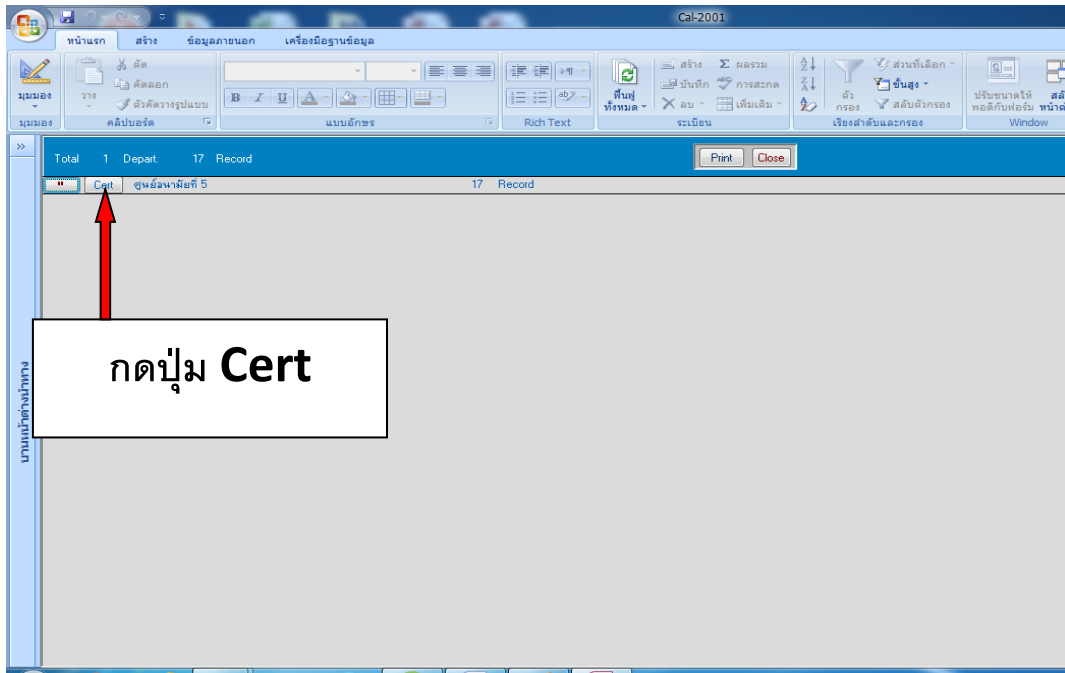 Cal-2001
หน้าแรก สร้าง ข้อมูลภายนอก เครื่องมือฐานข้อมูล
มุมมอง
วาง
ตัด
คัดลอก
ตัวคัดวางรูปแบบ
B I U A
ฟื้นฟู
ทั้งหมด
สร้าง
บันทึก
ลบ
Σ ผลรวม
การสะกด
เพิ่มเติม
ตัว
กรอง
ส่วนที่เลือก
ขั้นสูง
สลับตัวกรอง
ปรับขนาดให้
พอดีกับฟอร์ม
มุมมอง คลิปบอร์ด แบบอักษร Rich Text ระเบียน เรียงลำดับและกรอง Window
Total 1 Depart. 17 Record Print Close
" Cert ศูนย์อนามัยที่ 5 17 Record
กดปุ่ม Cert
บานหน้าต่างนำทาง